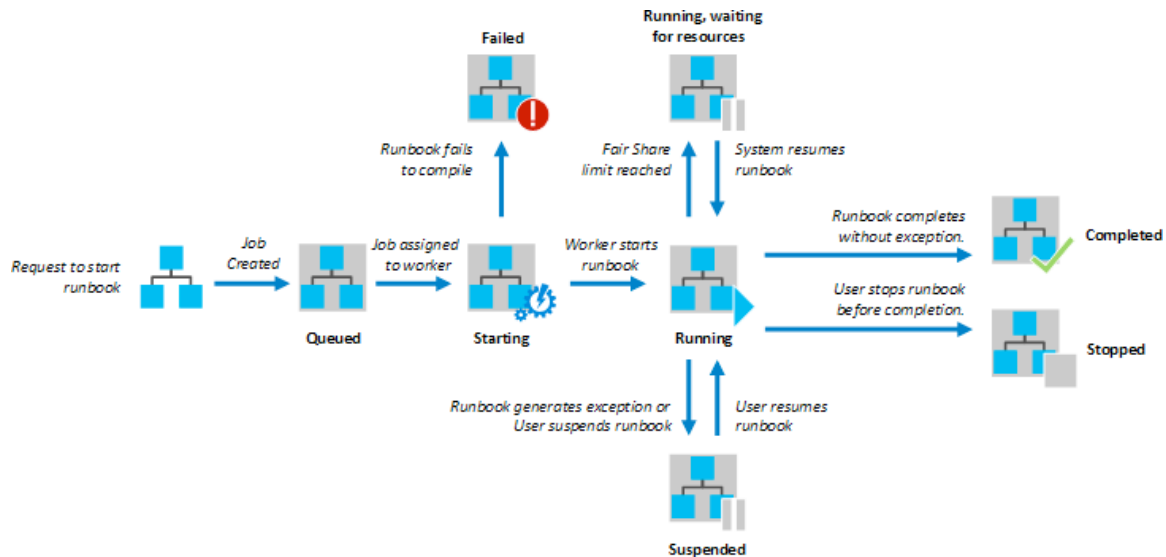 Failed
Running, waiting
for resources
Runbook fails
to compile
Fair Share
limit reached
System resumes
runbook
Request to start
runbook
Job
Created
Job assigned
to worker
Worker starts
runbook
Runbook completes
without exception.
Completed
User stops runbook
before completion.
Stopped
Queued
Starting
Running
Runbook generates exception or
User suspends runbook
User resumes
runbook
Suspended